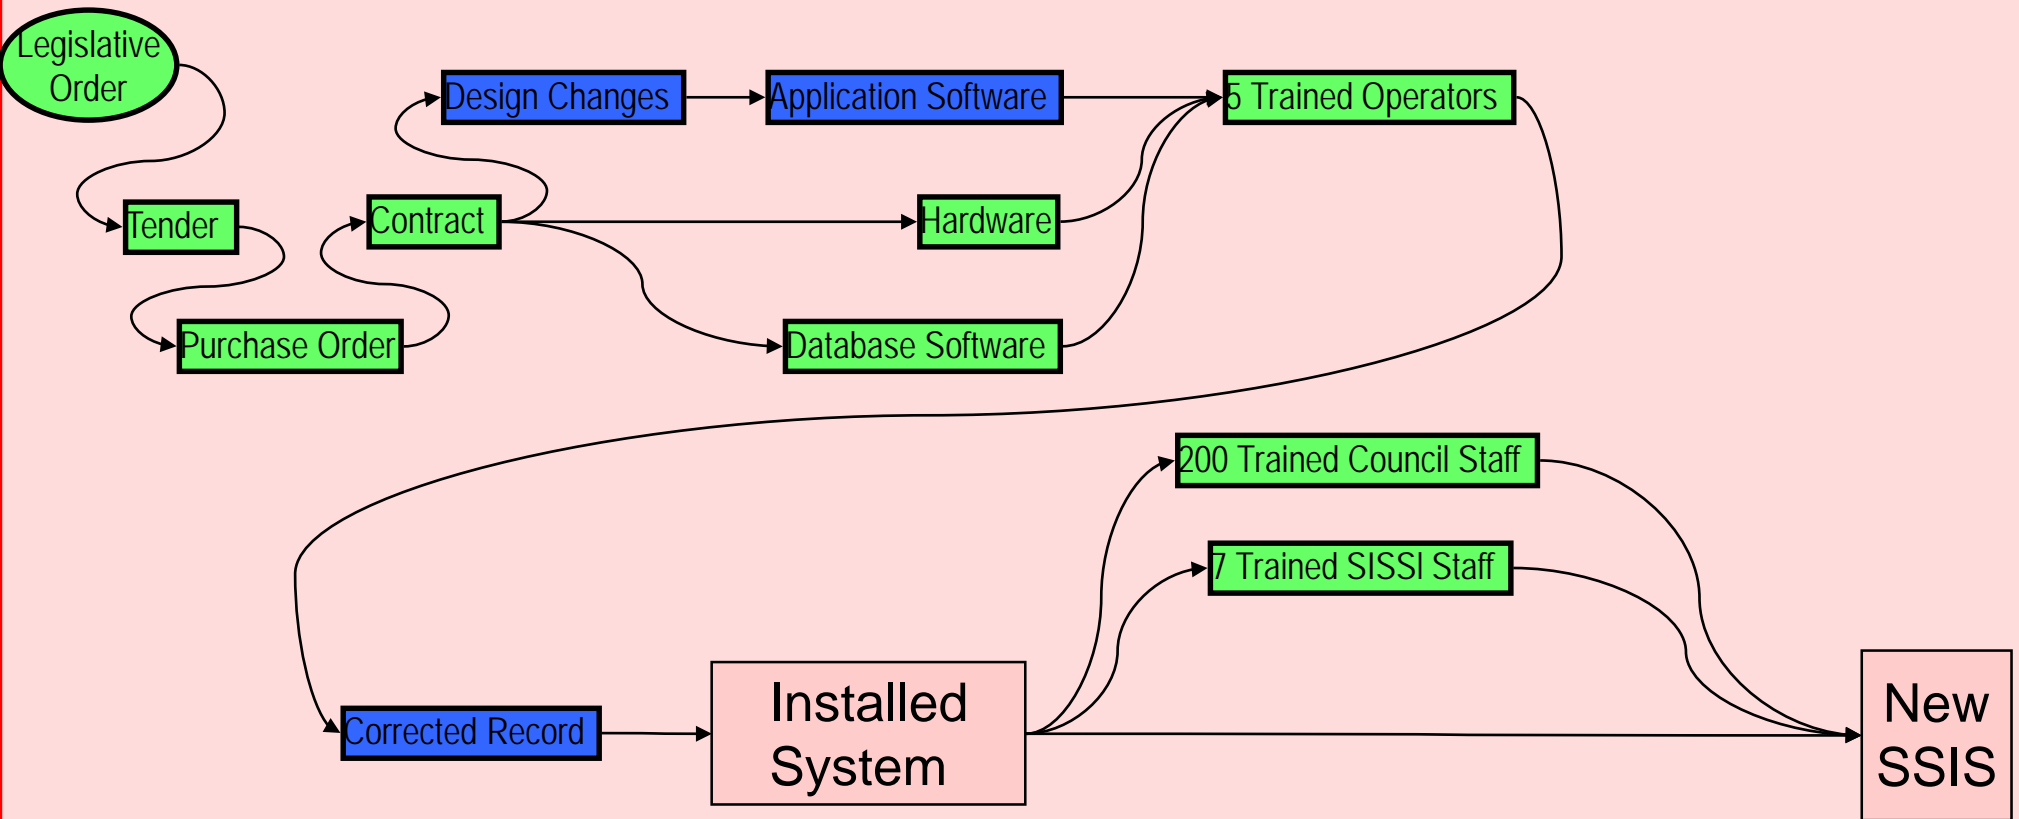 Legislative
Order
Design Changes
Application Software
5 Trained Operators
Tender
Contract
Hardware
Purchase Order
Database Software
200 Trained Council Staff
7 Trained SISSI Staff
Corrected Record
Installed
System
New
SSIS